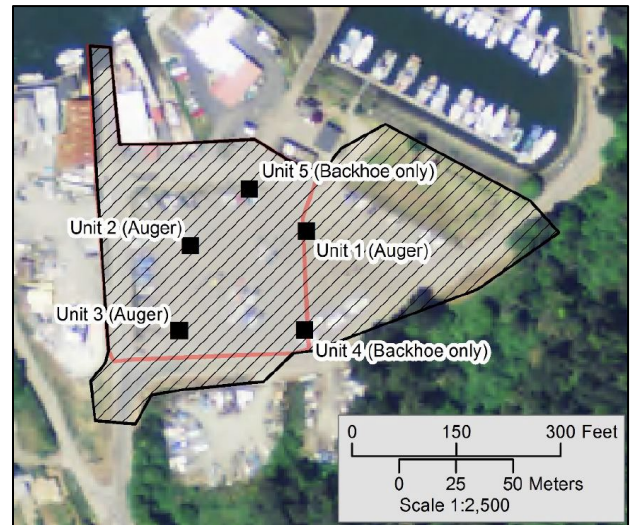 Unit 5 (Backhoe only)
Unit 2 (Auger)
Unit 1 (Auger)
Unit 3 (Auger)
Unit 4 (Backhoe only)
0 150 300 Feet
0 25 50 Meters
Scale 1:2,500